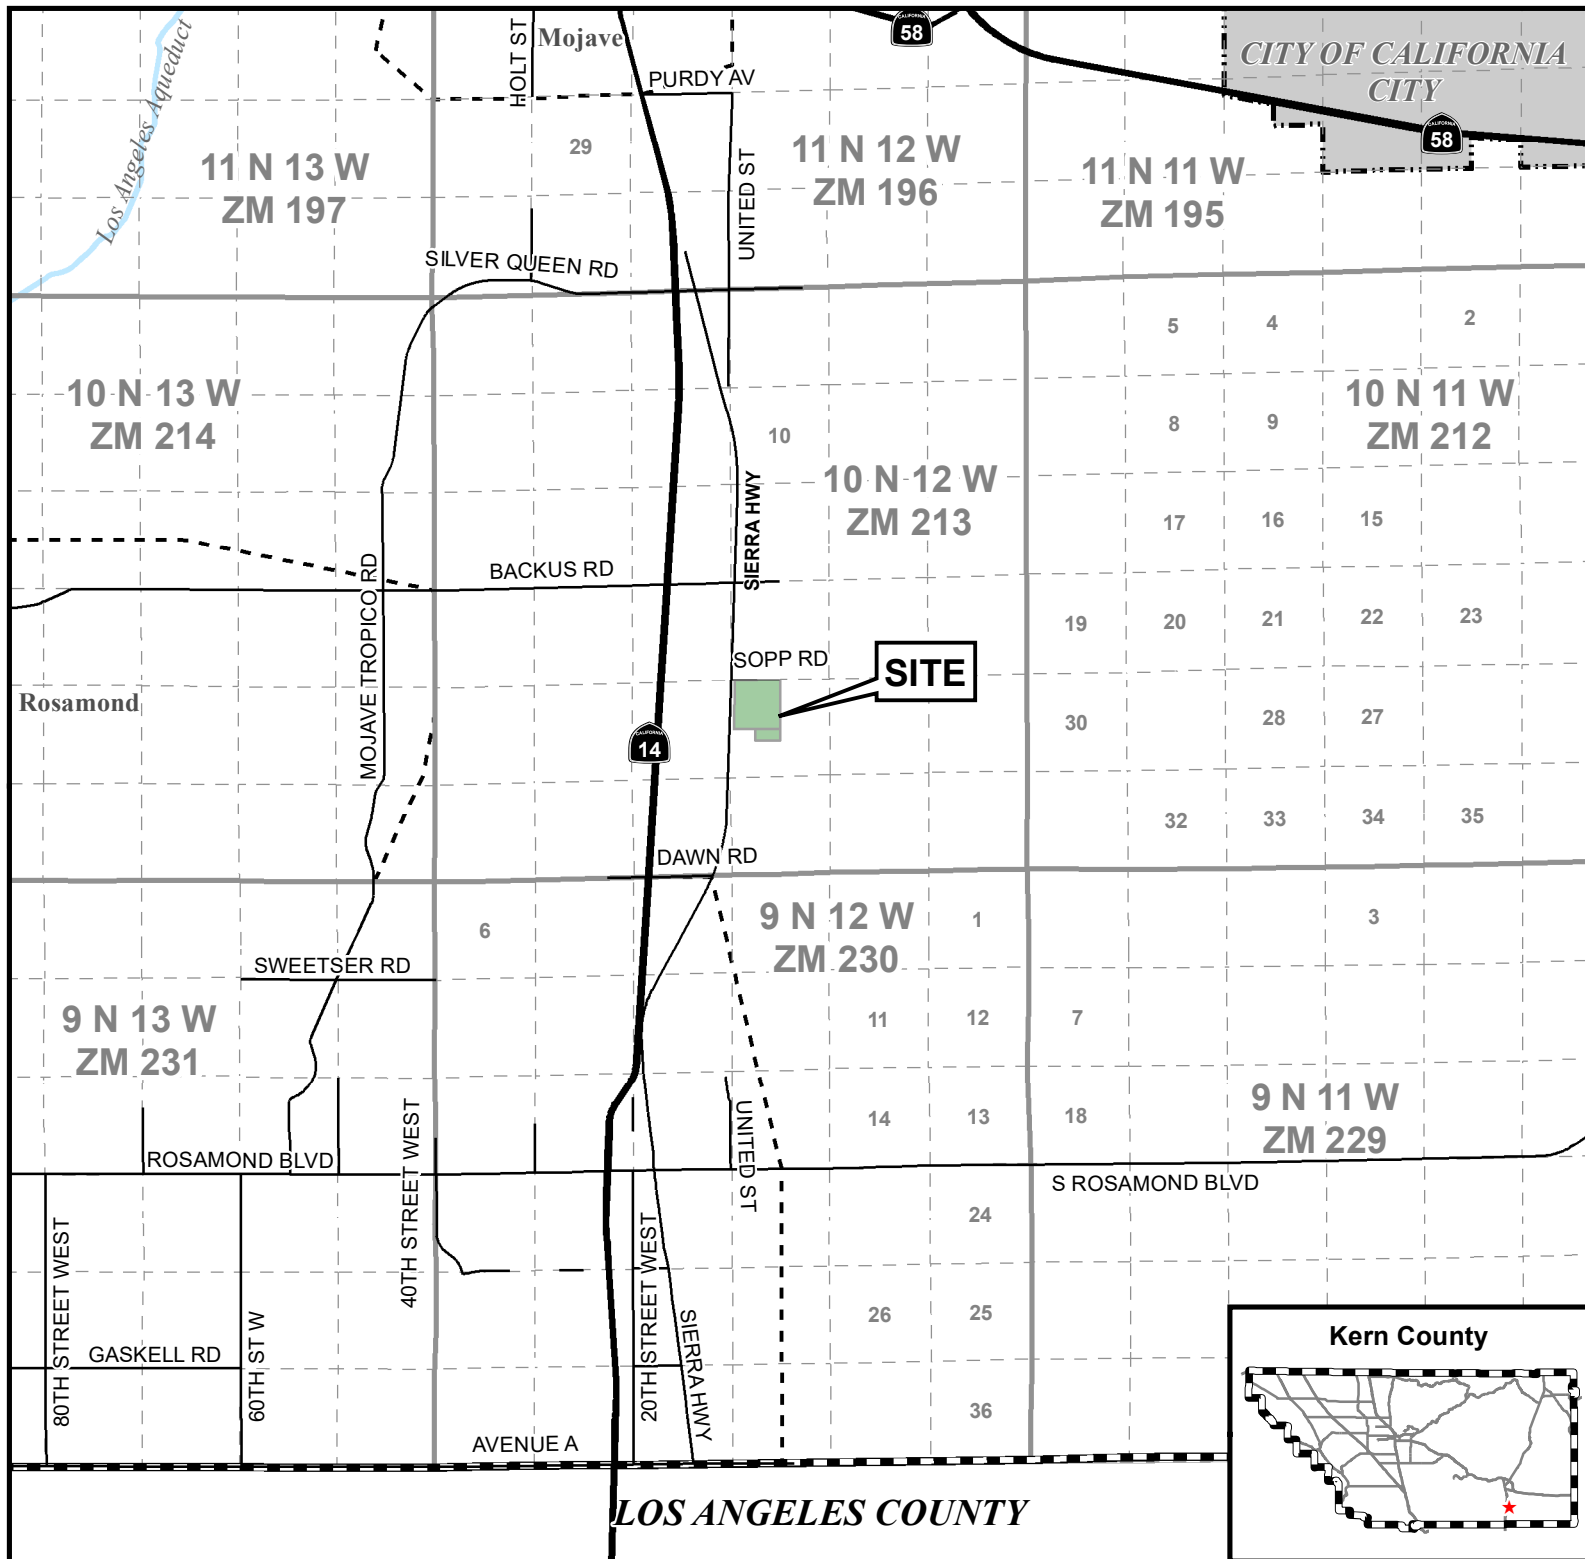 58
HOLT ST
Mojave
CITY OF CALIFORNIA
CITY
PURDY AV
Los Angeles Aqueduct
CALIFORNIA
58
29
11 N 13 W
ZM 197
11 N 12 W
ZM 196
11 N 11 W
ZM 195
UNITED ST
SILVER QUEEN RD
5
4
2
10 N 13 W
ZM 214
10 N 11 W
ZM 212
8
9
10
10 N 12 W
ZM 213
SIERRA HWY
17
16
15
BACKUS RD
MOJAVE TROPICO RD
19
20
21
22
23
SOPP RD
SITE
Rosamond
30
28
27
CALIFORNIA
14
32
33
34
35
DAWN RD
9 N 12 W
ZM 230
6
1
3
SWEETSER RD
9 N 13 W
ZM 231
11
12
7
14
13
18
9 N 11 W
ZM 229
40TH STREET WEST
UNITED ST
ROSAMOND BLVD
S ROSAMOND BLVD
24
80TH STREET WEST
60TH ST W
20TH STREET WEST
SIERRA HWY
26
25
GASKELL RD
36
AVENUE A
Kern County
LOS ANGELES COUNTY